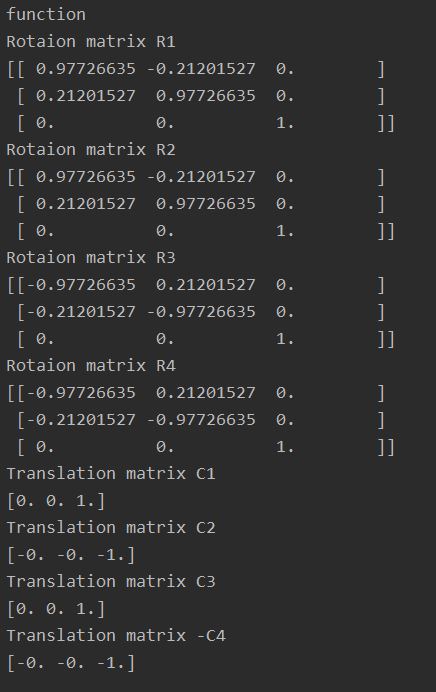 function
Rotaion matrix R1
[[ 0.97726635 -0.21201527  0.        ]
 [ 0.21201527  0.97726635  0.        ]
 [ 0.          0.          1.        ]]
Rotaion matrix R2
[[ 0.97726635 -0.21201527  0.        ]
 [ 0.21201527  0.97726635  0.        ]
 [ 0.          0.          1.        ]]
Rotaion matrix R3
[[-0.97726635  0.21201527  0.        ]
 [-0.21201527 -0.97726635  0.        ]
 [ 0.          0.          1.        ]]
Rotaion matrix R4
[[-0.97726635  0.21201527  0.        ]
 [-0.21201527 -0.97726635  0.        ]
 [ 0.          0.          1.        ]]
Translation matrix C1
[0. 0. 1.]
Translation matrix C2
[-0. -0. -1.]
Translation matrix C3
[0. 0. 1.]
Translation matrix -C4
[-0. -0. -1.]